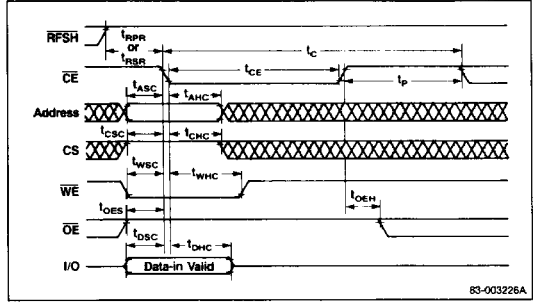 RFSH
tRPR
or
tRSR
tC
CE
tCE
tP
tASC
tAHC
Address
tCSC
tCHC
CS
tWSC
tWHC
WE
tOES
tOEH
OE
tDSC
tDHC
I/O
Data-in Valid
83-003226A